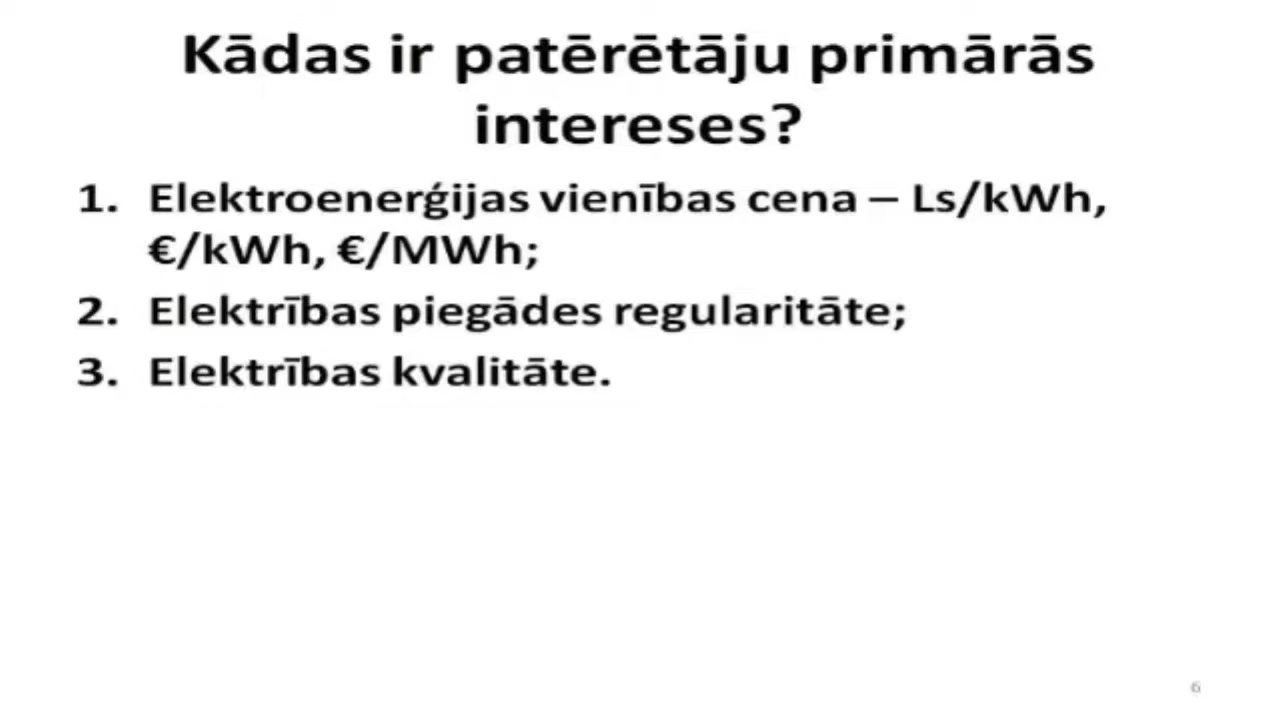 Kādas ir patērētāju primārās
intereses?
1. Elektroenerģijas vienības cena – Ls/kWh,
€/kWh, €/MWh;
2. Elektrības piegādes regularitāte;
3. Elektrības kvalitāte.
6